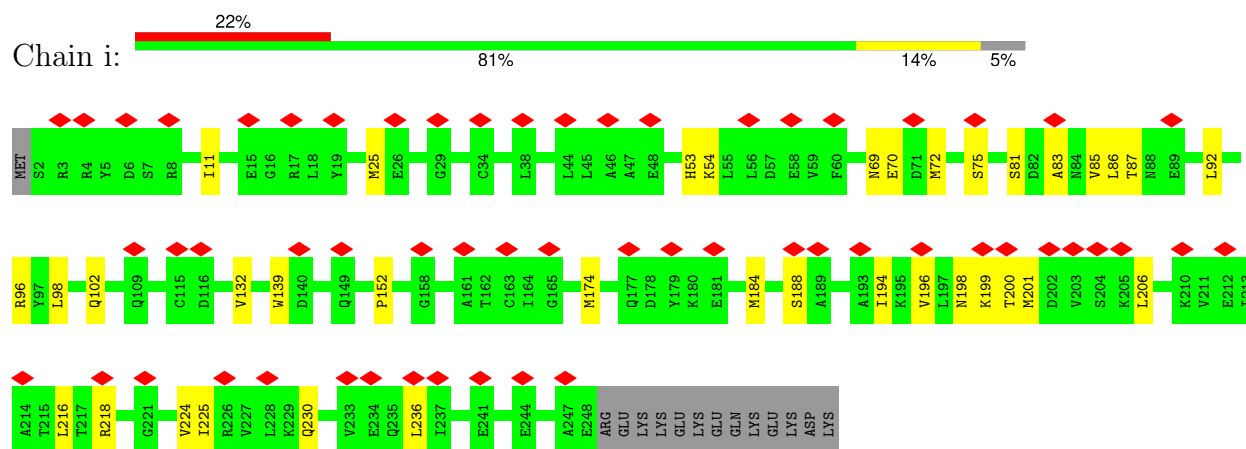 22%
Chain i:
81% 14% 5%
MET S2 R3 R4 Y5 D6 S7 R8 I11 E15 G16 R17 L18 Y19 M25 E26 G29 C34 L38 L44 L45 A46 A47 E48 H53 K54 L55 L56 D57 E58 V59 F60 N69 E70 D71 M72 S75 S81 D82 A83 N84 V85 L86 T87 N88 E89 L92
R96 Y97 L98 Q102 Q109 C115 D116 V132 W139 D140 Q149 P152 G158 A161 T162 C163 I164 G165 M174 Q177 D178 Y179 K180 E181 M184 S188 A189 A193 I194 K195 V196 L197 N198 K199 T200 M201 D202 V203 S204 K205 L206 K210 V211 E212 I213
A214 T215 L216 T217 R218 G221 V224 I225 R226 V227 L228 K229 Q230 V233 E234 Q235 L236 I237 E241 E244 A247 E248 ARG GLU LYS LYS GLU LYS GLU GLN LYS GLU LYS ASP LYS